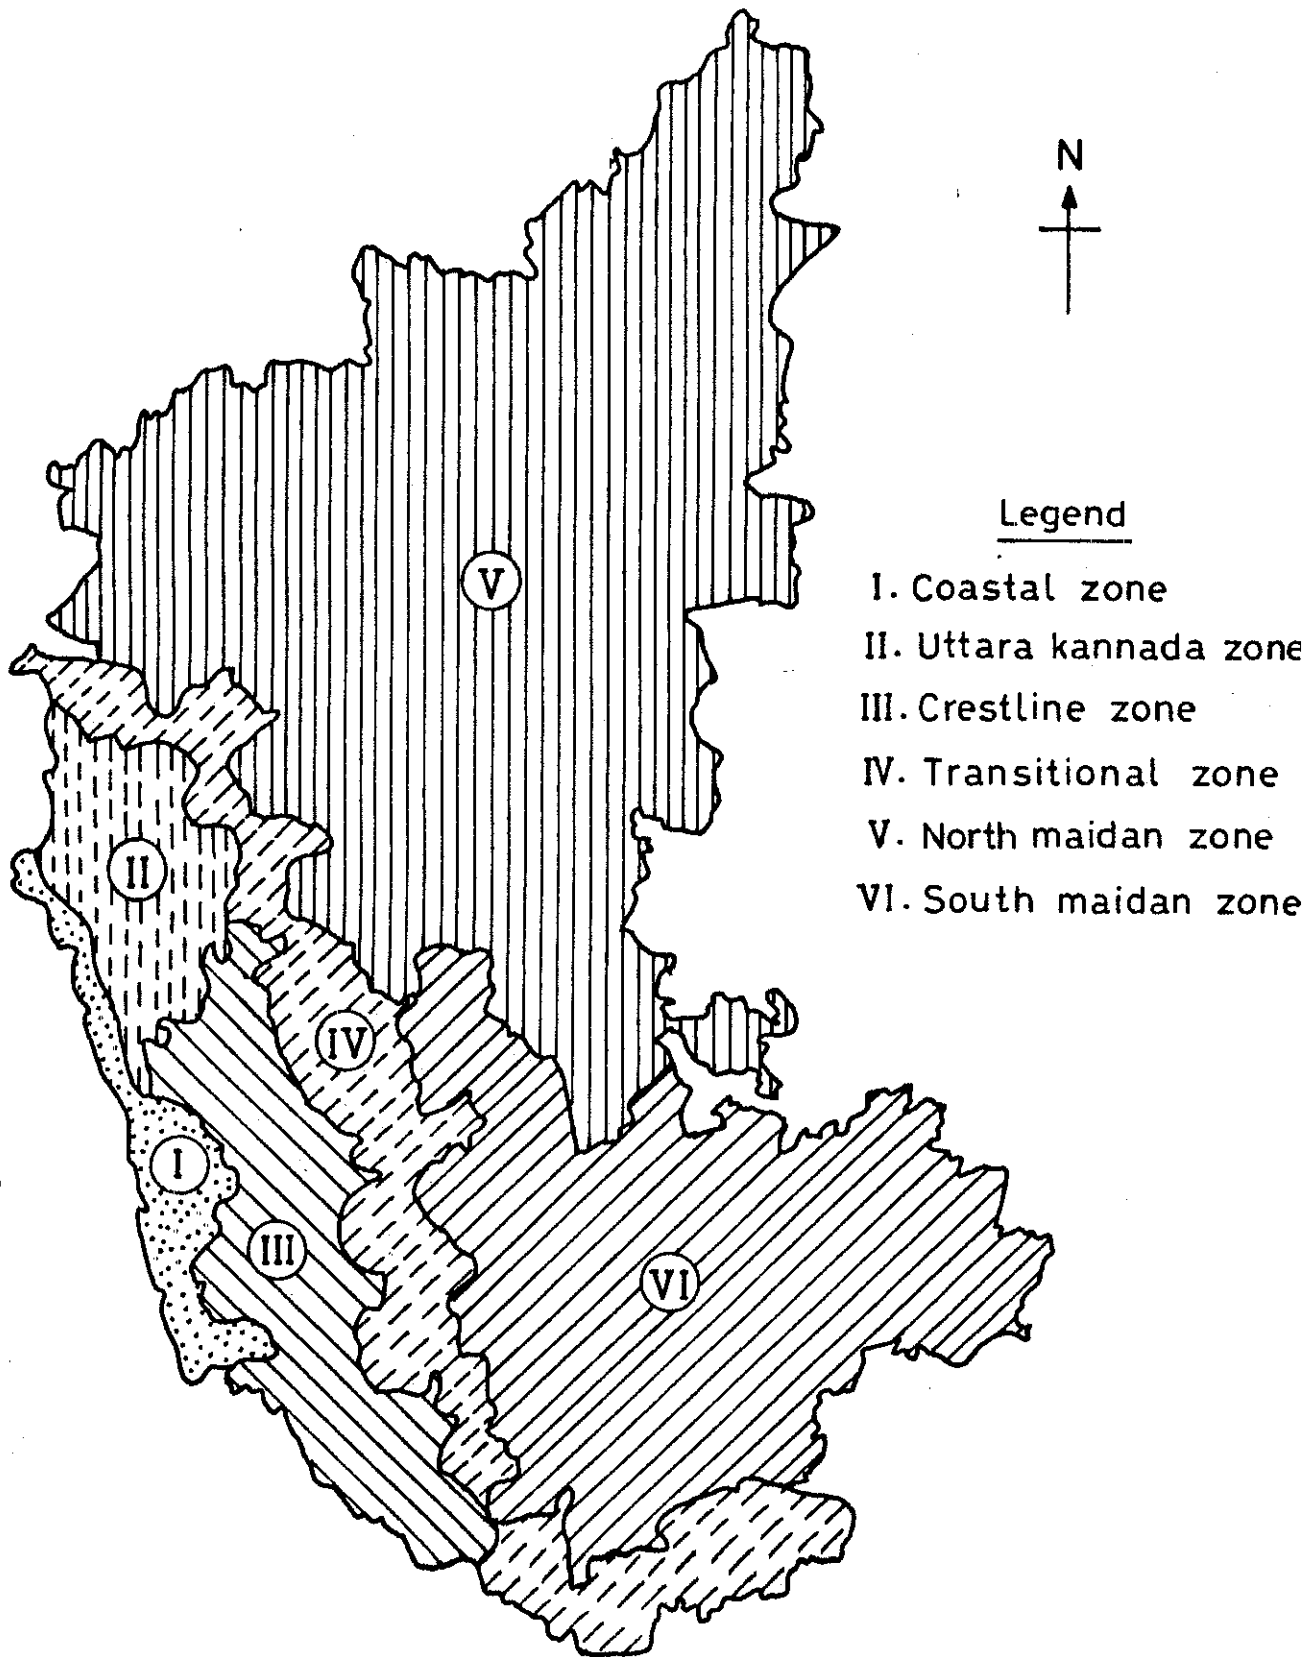 N
Legend
I. Coastal zone
II. Uttara kannada zone
III. Crestline zone
IV. Transitional zone
V. North maidan zone
VI. South maidan zone
V
II
IV
I
III
VI